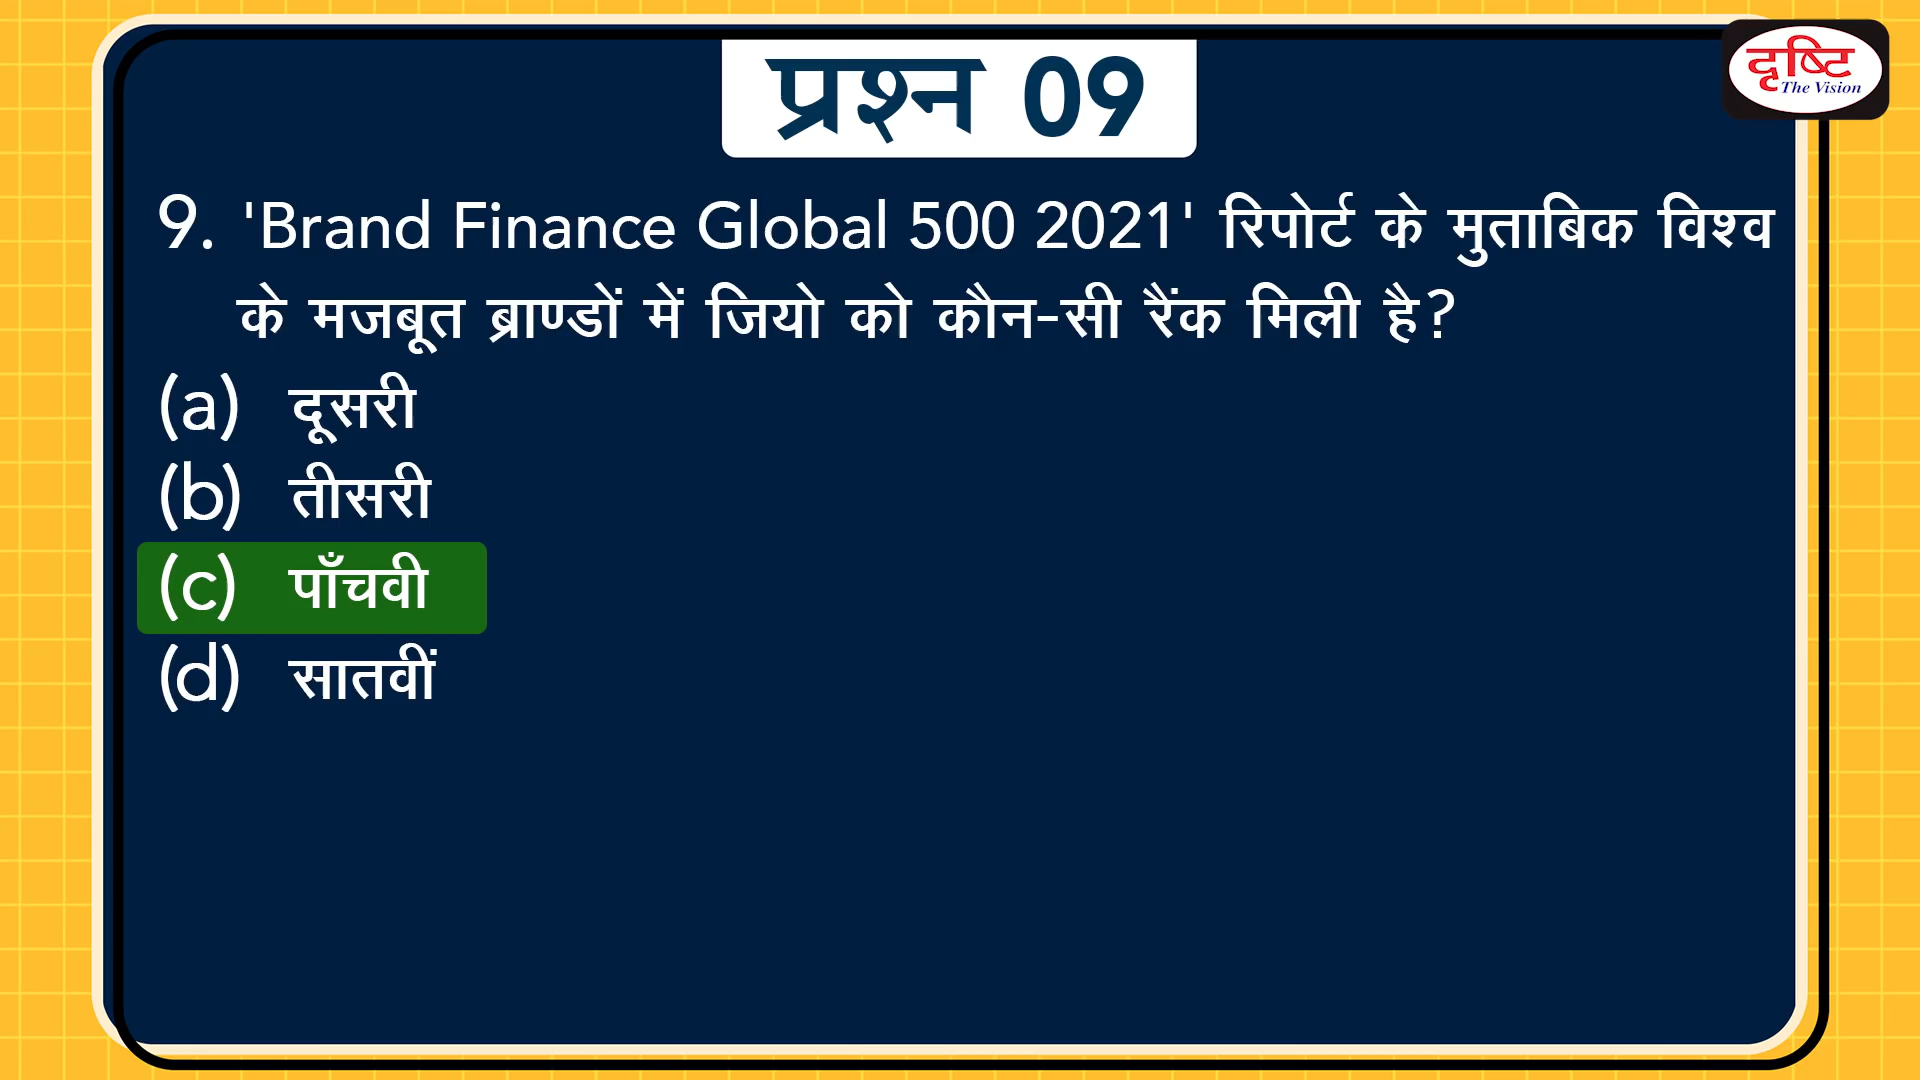 दृष्टि
The Vision
प्रश्न 09
9. 'Brand Finance Global 500 2021' रिपोर्ट के मुताबिक विश्व
के मजबूत ब्राण्डों में जियो को कौन-सी रैंक मिली है?
(a) दूसरी
(b) तीसरी
(c) पाँचवी
(d) सातवीं